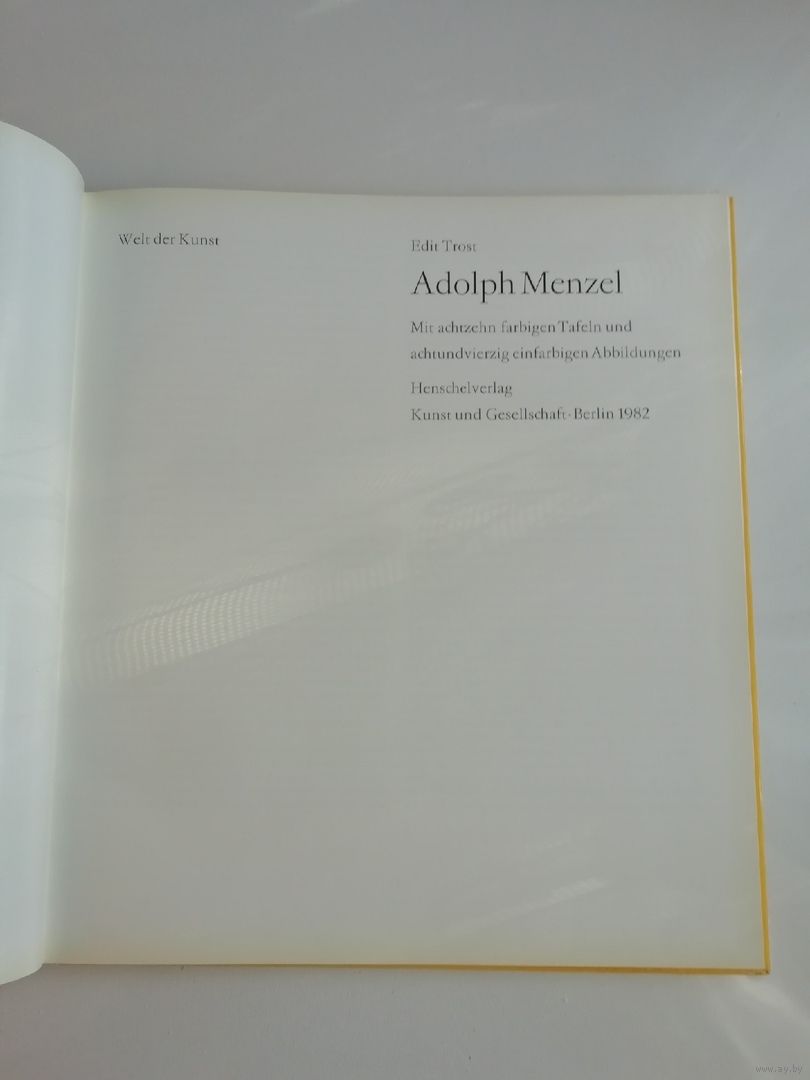 Welt der Kunst
Edit Trost
Adolph Menzel
Mit achtzehn farbigen Tafeln und
achtundvierzig einfarbigen Abbildungen
Henschelverlag
Kunst und Gesellschaft · Berlin 1982
www.ay.by